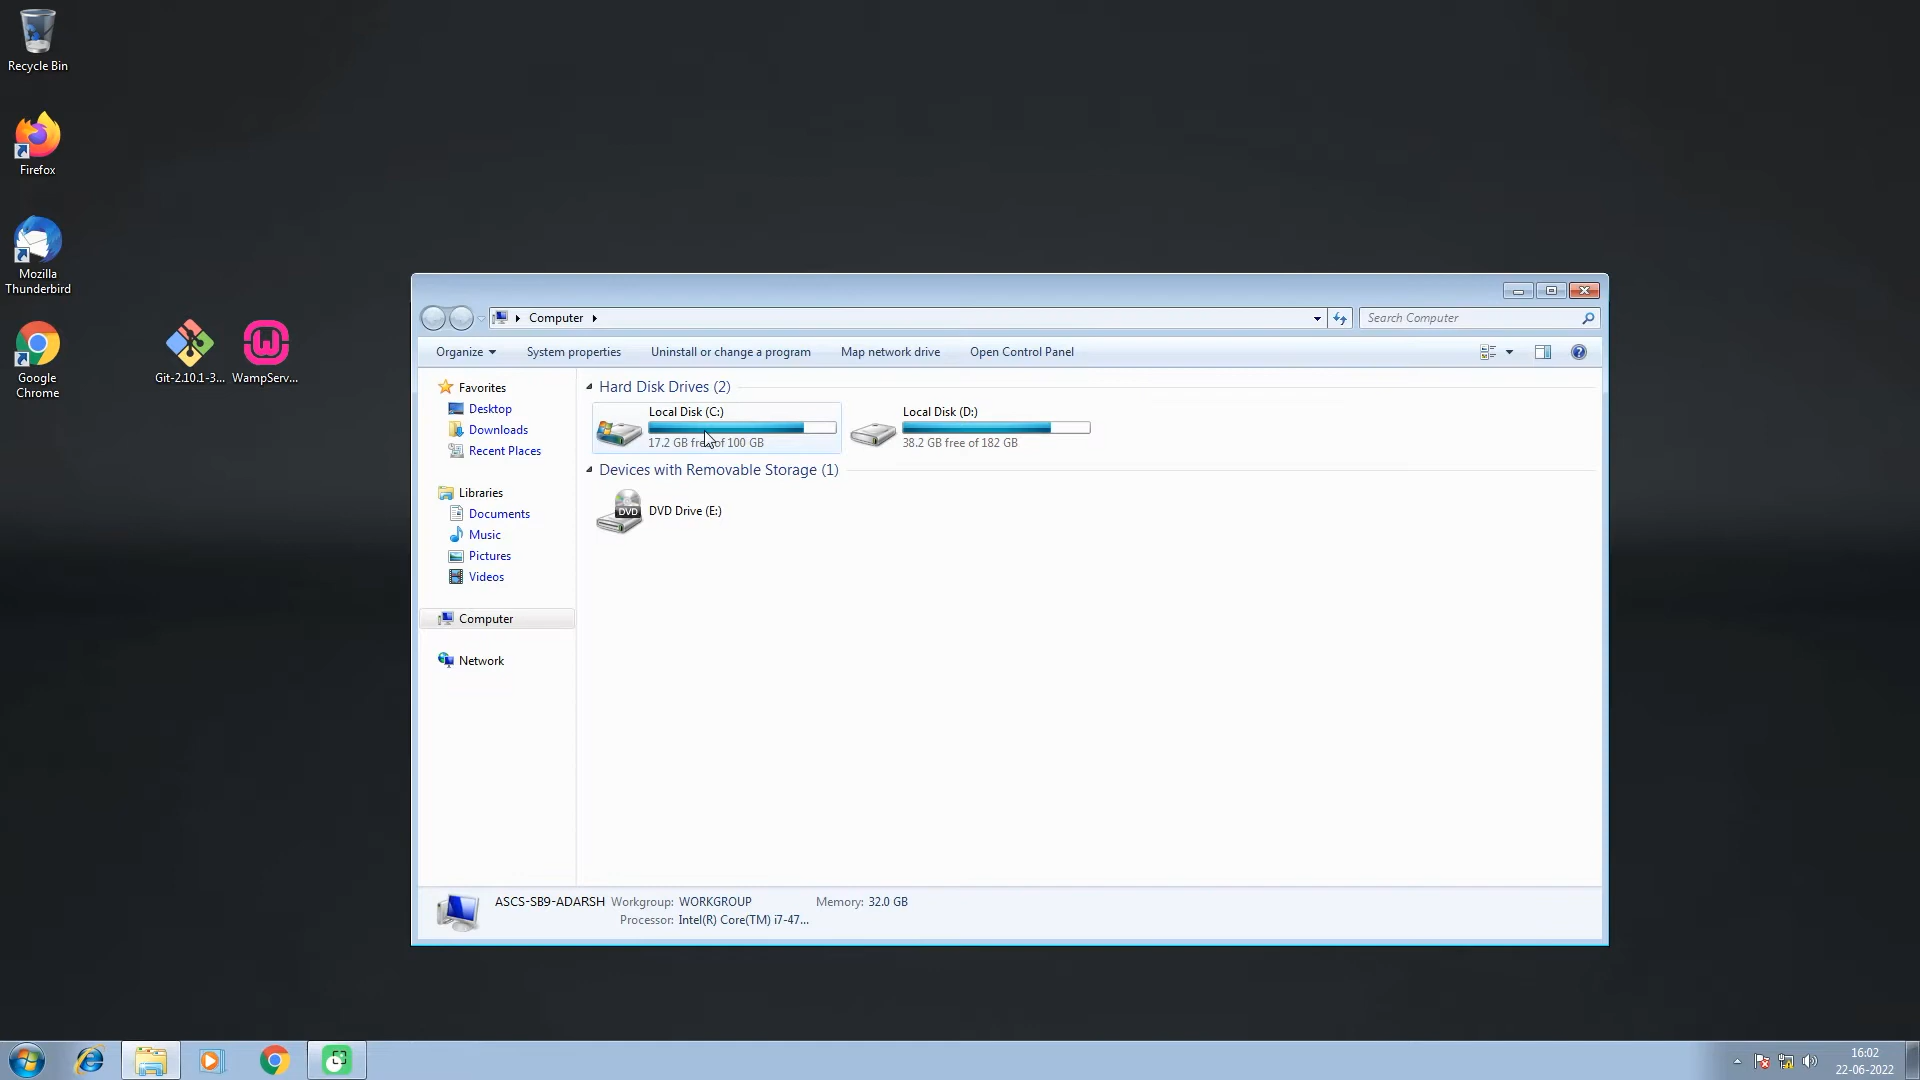 Recycle Bin
Firefox
Mozilla
Thunderbird
Google
Chrome
Git-2.10.1-3...
WampServ...
Computer
Search Computer
Organize
System properties
Uninstall or change a program
Map network drive
Open Control Panel
Favorites
Desktop
Downloads
Recent Places
Libraries
Documents
Music
Pictures
Videos
Computer
Network
Hard Disk Drives (2)
Local Disk (C:)
17.2 GB free of 100 GB
Local Disk (D:)
38.2 GB free of 182 GB
Devices with Removable Storage (1)
DVD
DVD Drive (E:)
ASCS-SB9-ADARSH Workgroup: WORKGROUP Memory: 32.0 GB
Processor: Intel(R) Core(TM) i7-47...
16:02
22-06-2022